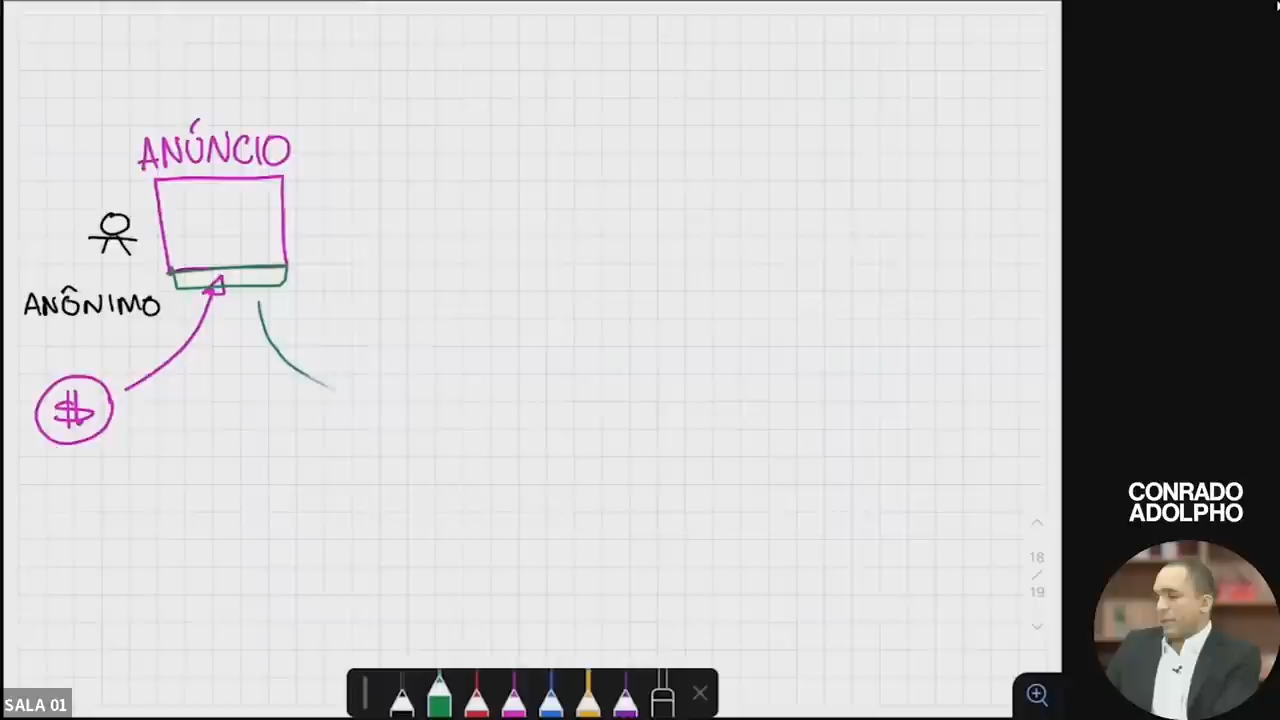 ANÚNCIO
ANÔNIMO
$
18
/
19
CONRADO
ADOLPHO
SALA 01